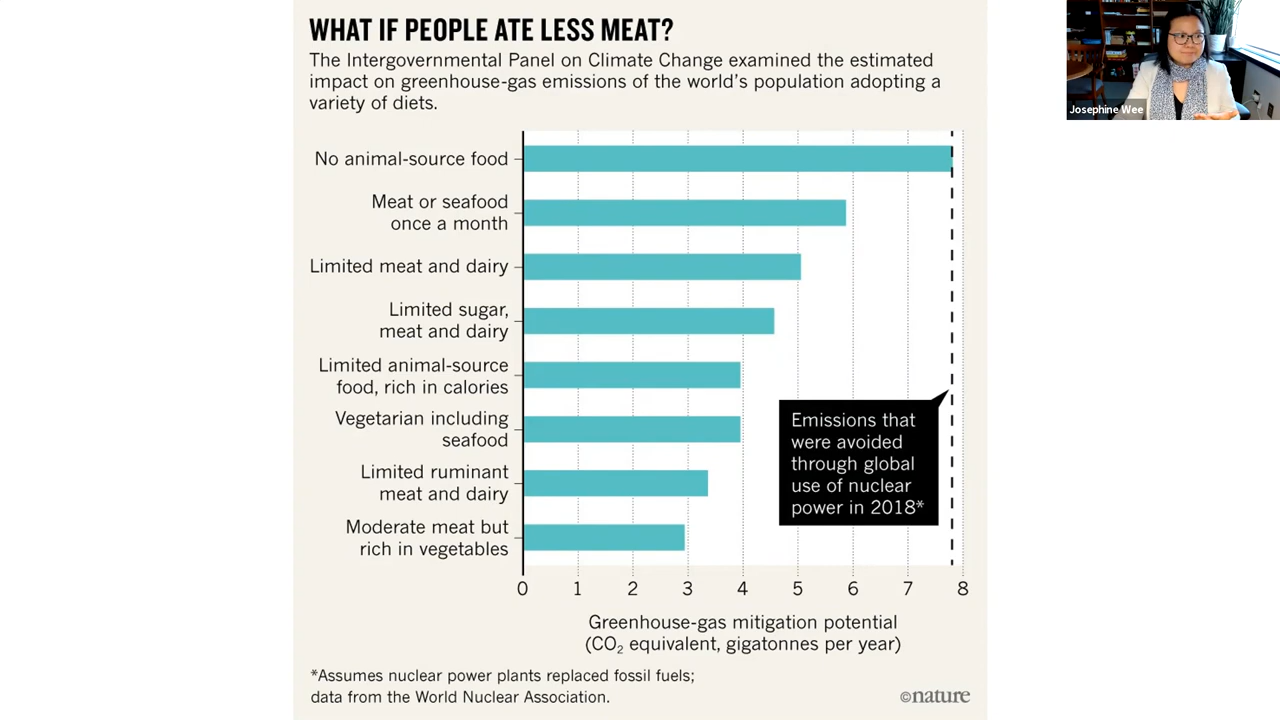 WHAT IF PEOPLE ATE LESS MEAT?
The Intergovernmental Panel on Climate Change examined the estimated
impact on greenhouse-gas emissions of the world's population adopting a
variety of diets.
Josephine Wee
No animal-source food
Meat or seafood
once a month
Limited meat and dairy
Limited sugar,
meat and dairy
Limited animal-source
food, rich in calories
Vegetarian including
seafood
Limited ruminant
meat and dairy
Moderate meat but
rich in vegetables
Emissions that
were avoided
through global
use of nuclear
power in 2018*
0 1 2 3 4 5 6 7 8
Greenhouse-gas mitigation potential
(CO₂ equivalent, gigatonnes per year)
*Assumes nuclear power plants replaced fossil fuels;
data from the World Nuclear Association.
©nature